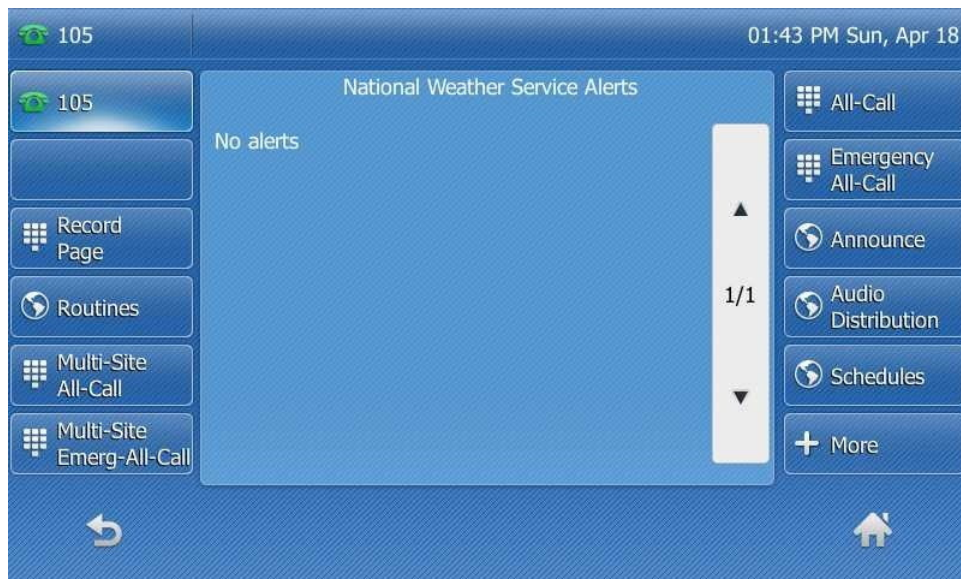 105
01:43 PM Sun, Apr 18
105
Record
Page
Routines
Multi-Site
All-Call
Multi-Site
Emerg-All-Call
National Weather Service Alerts
No alerts
1/1
All-Call
Emergency
All-Call
Announce
Audio
Distribution
Schedules
More